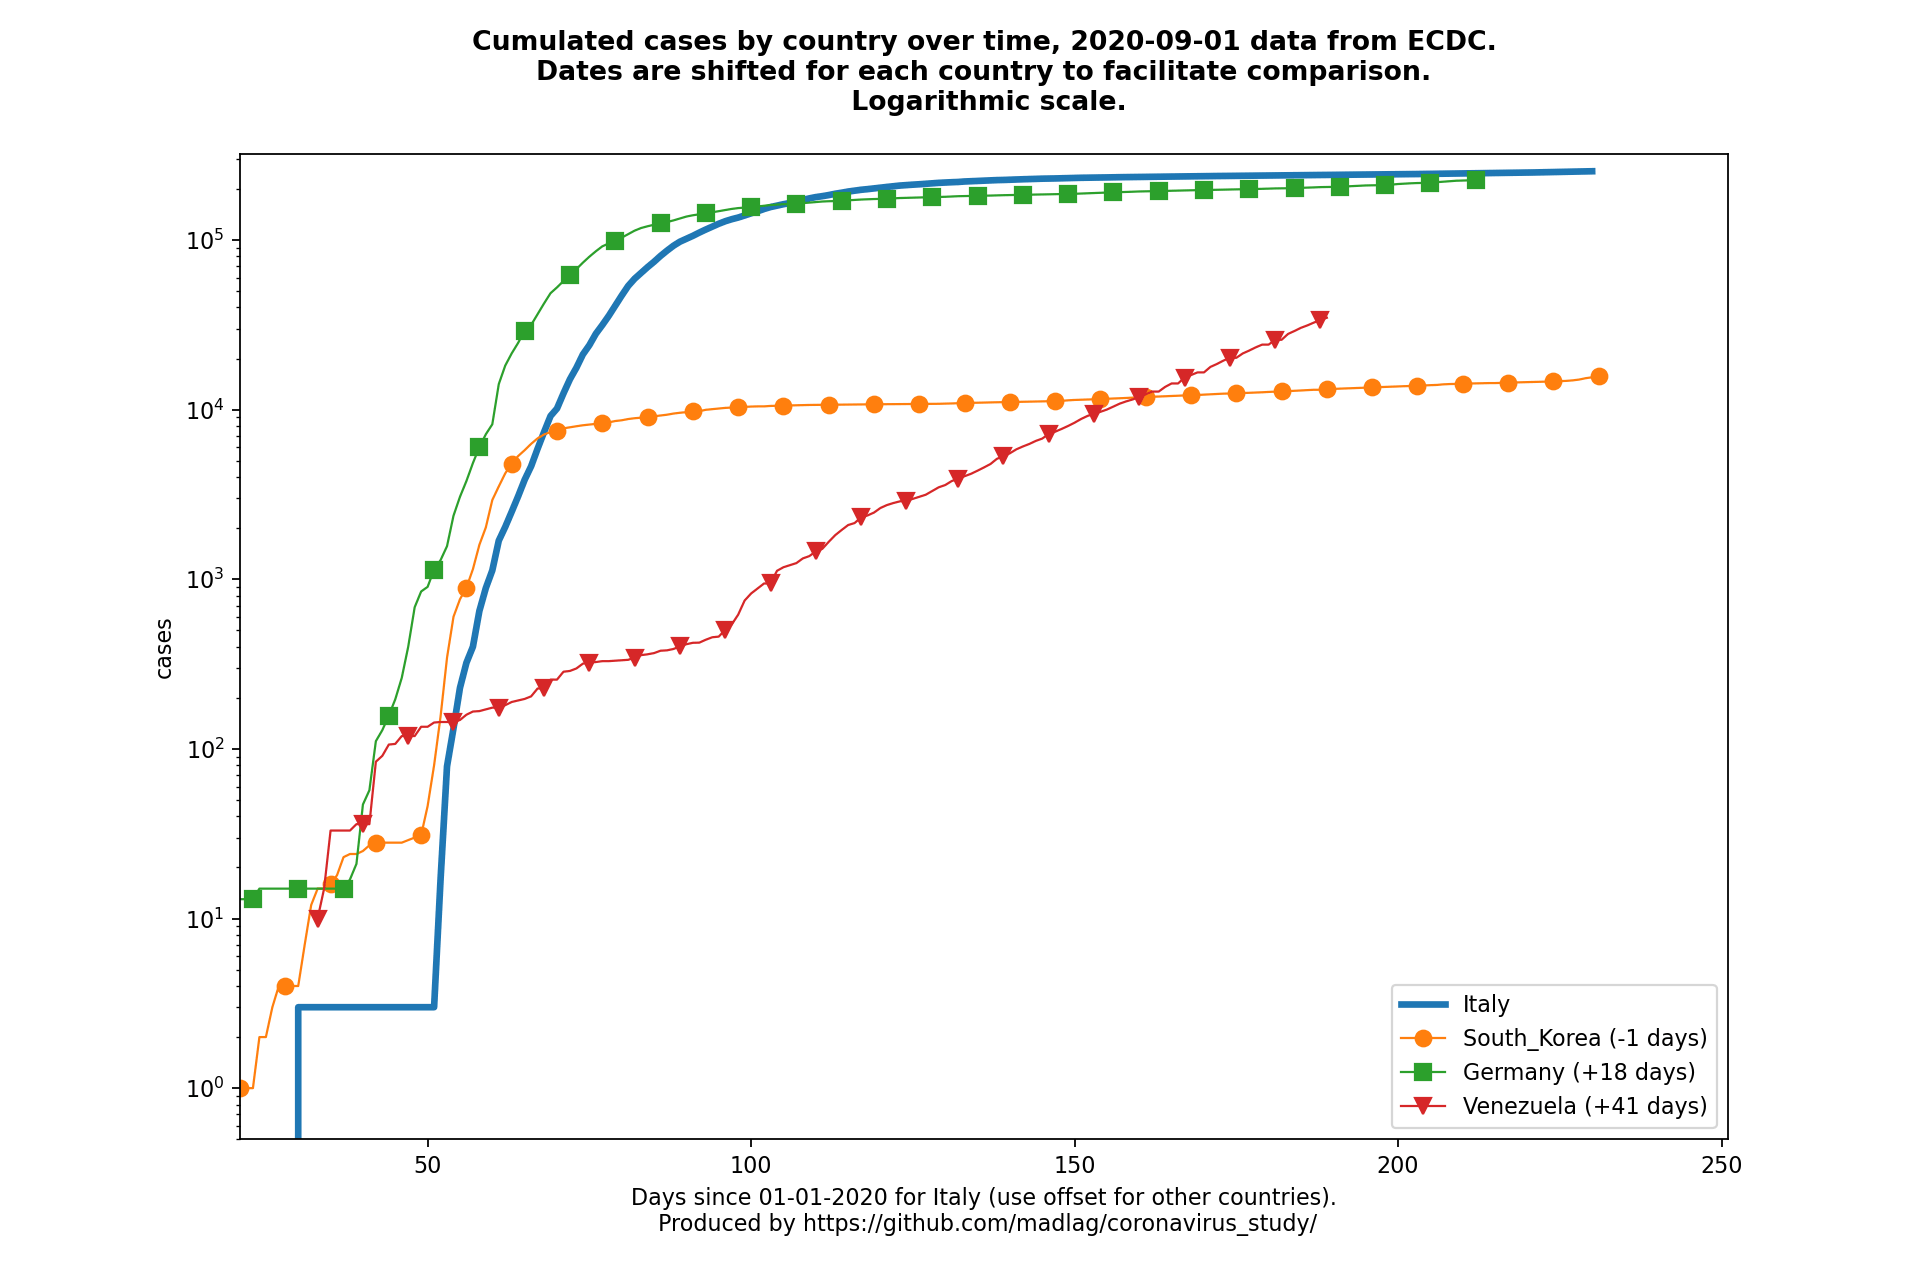 Cumulated cases by country over time, 2020-09-01 data from ECDC.
Dates are shifted for each country to facilitate comparison.
Logarithmic scale.
cases
10^5
10^4
10^3
10^2
10^1
10^0
Italy
South_Korea (-1 days)
Germany (+18 days)
Venezuela (+41 days)
50 100 150 200 250
Days since 01-01-2020 for Italy (use offset for other countries).
Produced by https://github.com/madlag/coronavirus_study/